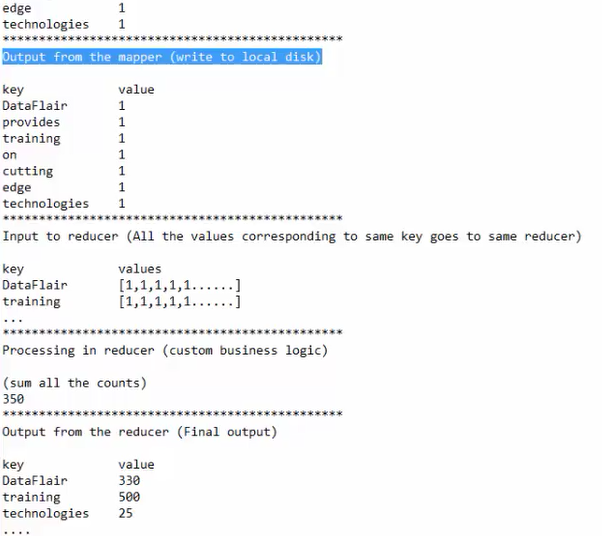 edge 1
technologies 1
***********************************************
Output from the mapper (write to local disk)
key value
DataFlair 1
provides 1
training 1
on 1
cutting 1
edge 1
technologies 1
***********************************************
Input to reducer (All the values corresponding to same key goes to same reducer)
key values
DataFlair [1,1,1,1,1......]
training [1,1,1,1,1......]
...
***********************************************
Processing in reducer (custom business logic)
(sum all the counts)
350
***********************************************
Output from the reducer (Final output)
key value
DataFlair 330
training 500
technologies 25
....